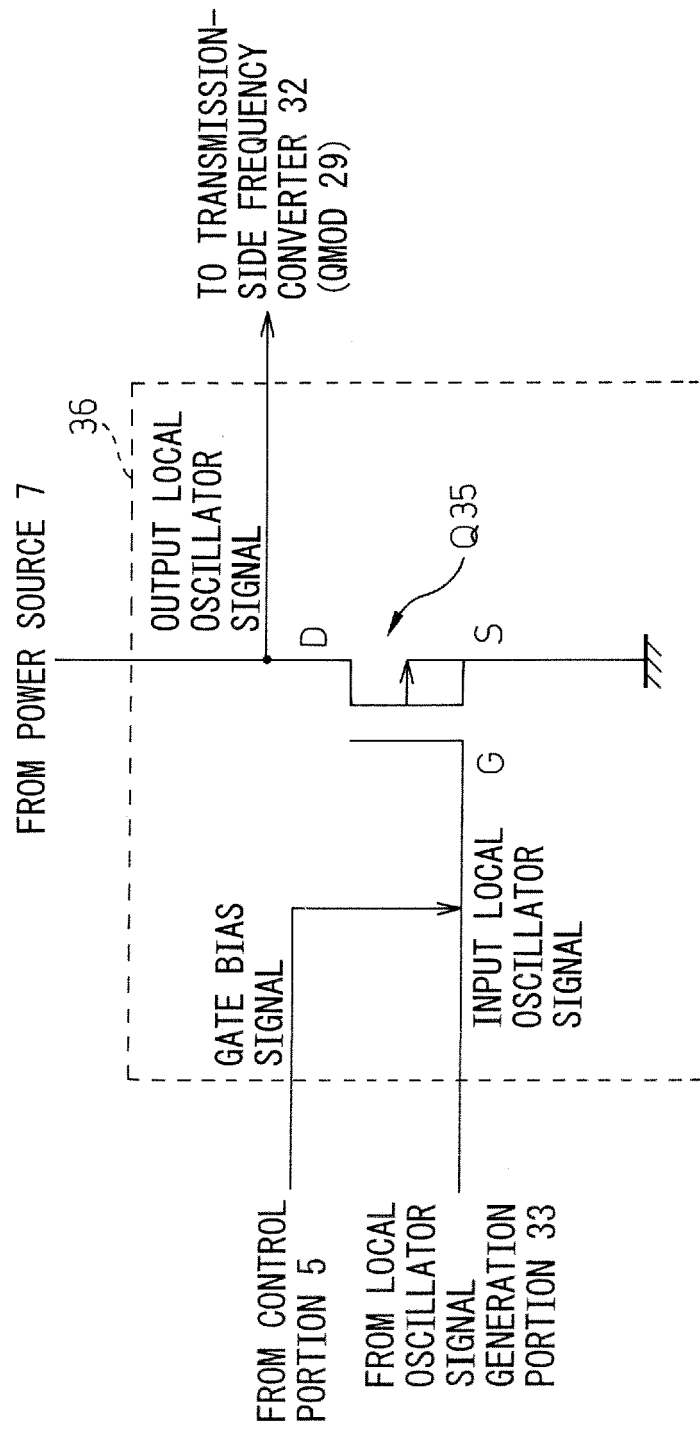 FROM POWER SOURCE 7
36
OUTPUT LOCAL
OSCILLATOR
SIGNAL
TO TRANSMISSION-
SIDE FREQUENCY
CONVERTER 32
(QMOD 29)
D
Q35
S
G
GATE BIAS
SIGNAL
INPUT LOCAL
OSCILLATOR
SIGNAL
FROM CONTROL
PORTION 5
FROM LOCAL
OSCILLATOR
SIGNAL
GENERATION
PORTION 33